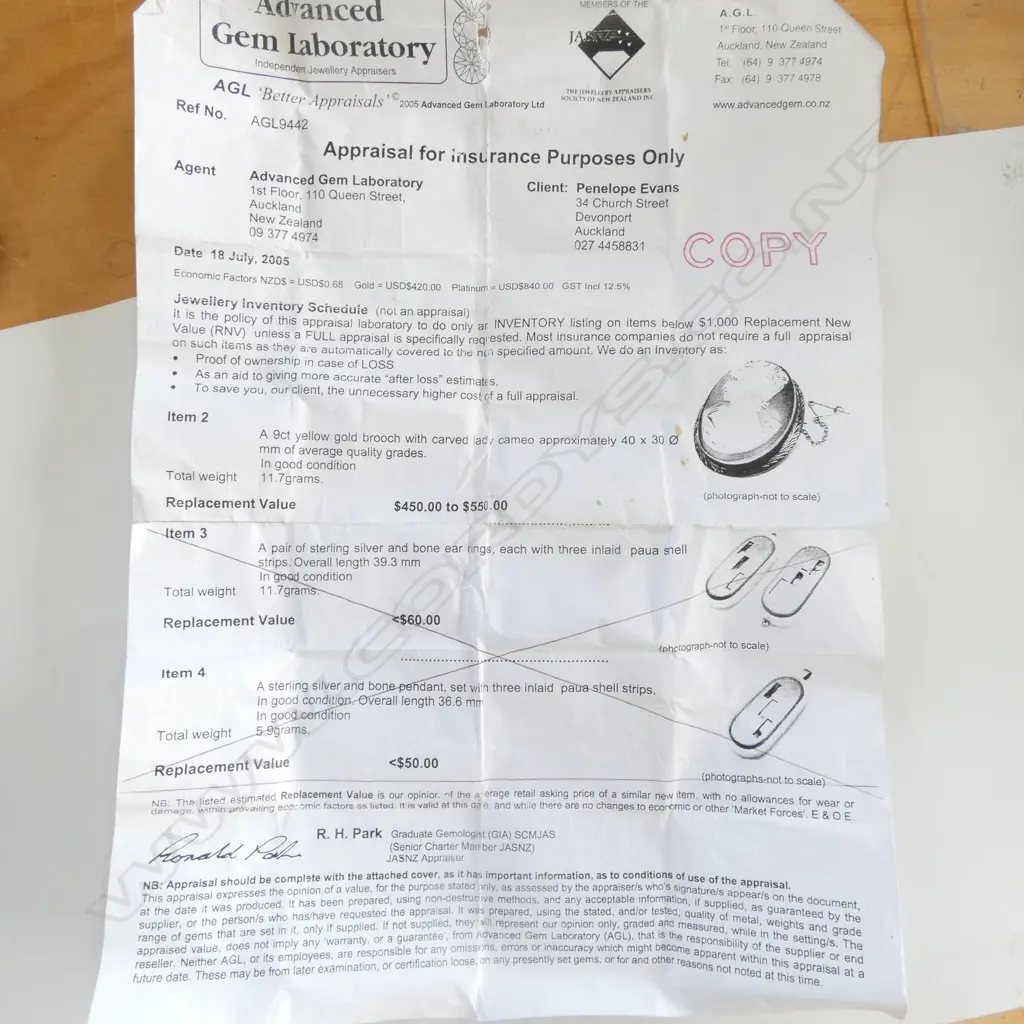 Advanced
Gem Laboratory
Independent Jewellery Appraisers
AGL 'Better Appraisals' © 2005 Advanced Gem Laboratory Ltd
MEMBERS OF THE
JASNZ
THE JEWELLERY APPRAISERS
SOCIETY OF NEW ZEALAND INC
A.G.L.
1st Floor, 110 Queen Street
Auckland, New Zealand
Tel. (64) 9 377 4974
Fax: (64) 9 377 4978
www.advancedgem.co.nz
Ref No. AGL9442
Appraisal for insurance Purposes Only
Agent Advanced Gem Laboratory
1st Floor, 110 Queen Street,
Auckland
New Zealand
09 377 4974
Client: Penelope Evans
34 Church Street
Devonport
Auckland
027 4458831
COPY
Date 18 July, 2005
Economic Factors NZD$ = USD$0.68 Gold = USD$420.00 Platinum = USD$840.00 GST Incl 12.5%
Jewellery Inventory Schedule (not an appraisal)
It is the policy of this appraisal laboratory to do only an INVENTORY listing on items below $1,000 Replacement New
Value (RNV) unless a FULL appraisal is specifically requested. Most insurance companies do not require a full appraisal
on such items as they are automatically covered to the non specified amount. We do an Inventory as:
• Proof of ownership in case of LOSS
• As an aid to giving more accurate "after loss" estimates,
• To save you, our client, the unnecessary higher cost of a full appraisal.
Item 2
A 9ct yellow gold brooch with carved lady cameo approximately 40 x 30 Ø
mm of average quality grades.
In good condition
Total weight 11.7grams.
(photograph-not to scale)
Replacement Value $450.00 to $550.00
Item 3
A pair of sterling silver and bone ear rings, each with three inlaid paua shell
strips. Overall length 39.3 mm
In good condition
Total weight 11.7grams.
Replacement Value <$60.00
(photograph-not to scale)
Item 4
A sterling silver and bone pendant, set with three inlaid paua shell strips.
In good condition. Overall length 36.6 mm
In good condition
Total weight 5.9grams.
Replacement Value <$50.00
(photographs-not to scale)
NB: The listed estimated Replacement Value is our opinion, of the average retail asking price of a similar new item, with no allowances for wear or
damage, within prevailing economic factors as listed. It is valid at this date, and while there are no changes to economic or other 'Market Forces'. E & O E
Ronald Park
R. H. Park Graduate Gemologist (GIA) SCMJAS
(Senior Charter Member JASNZ)
JASNZ Appraiser
NB: Appraisal should be complete with the attached cover, as it has important information, as to conditions of use of the appraisal.
This appraisal expresses the opinion of a value, for the purpose stated only, as assessed by the appraiser/s who's signature/s appear/s on the document,
at the date it was produced. It has been prepared, using non-destructive methods, and any acceptable information, if supplied, as guaranteed by the
supplier, or the person/s who has/have requested the appraisal. It was prepared, using the stated, and/or tested, quality of metal, weights and grade
range of gems that are set in it, only if supplied. If not supplied, they will represent our opinion only, graded and measured, while in the setting/s. The
appraised value, does not imply 'warranty, or a guarantee', from Advanced Gem Laboratory (AGL), that is the responsibility of the supplier or end
reseller. Neither AGL, or its employees, are responsible for any omissions, errors or inaccuracy which might become apparent within this appraisal at a
future date. These may be from later examination, or certification loose, on any presently set gems, or for and other reasons not noted at this time.
WWW.CORDYS.CO.NZ